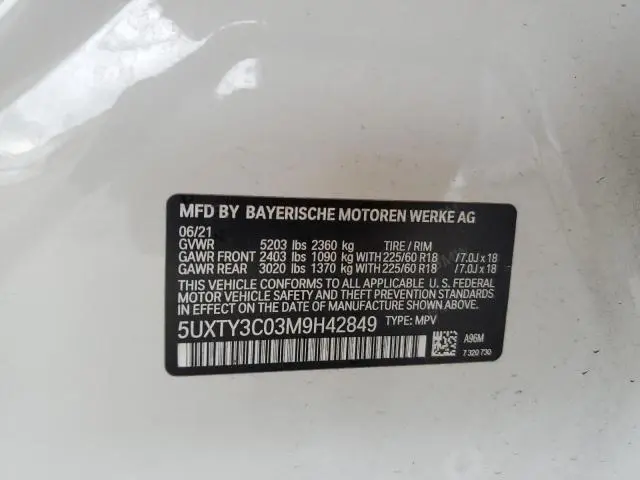 MFD BY BAYERISCHE MOTOREN WERKE AG
06/21
GVWR 5203 lbs 2360 kg TIRE / RIM
GAWR FRONT 2403 lbs 1090 kg WITH 225/60 R18 / 7.0J x 18
GAWR REAR 3020 lbs 1370 kg WITH 225/60 R18 / 7.0J x 18
THIS VEHICLE CONFORMS TO ALL APPLICABLE U. S. FEDERAL
MOTOR VEHICLE SAFETY, BUMPER, AND THEFT PREVENTION
STANDARDS IN EFFECT ON THE DATE OF MANUFACTURE SHOWN ABOVE.
5UXTY3C03M9H42849 TYPE: MPV
A96M
7 320 730